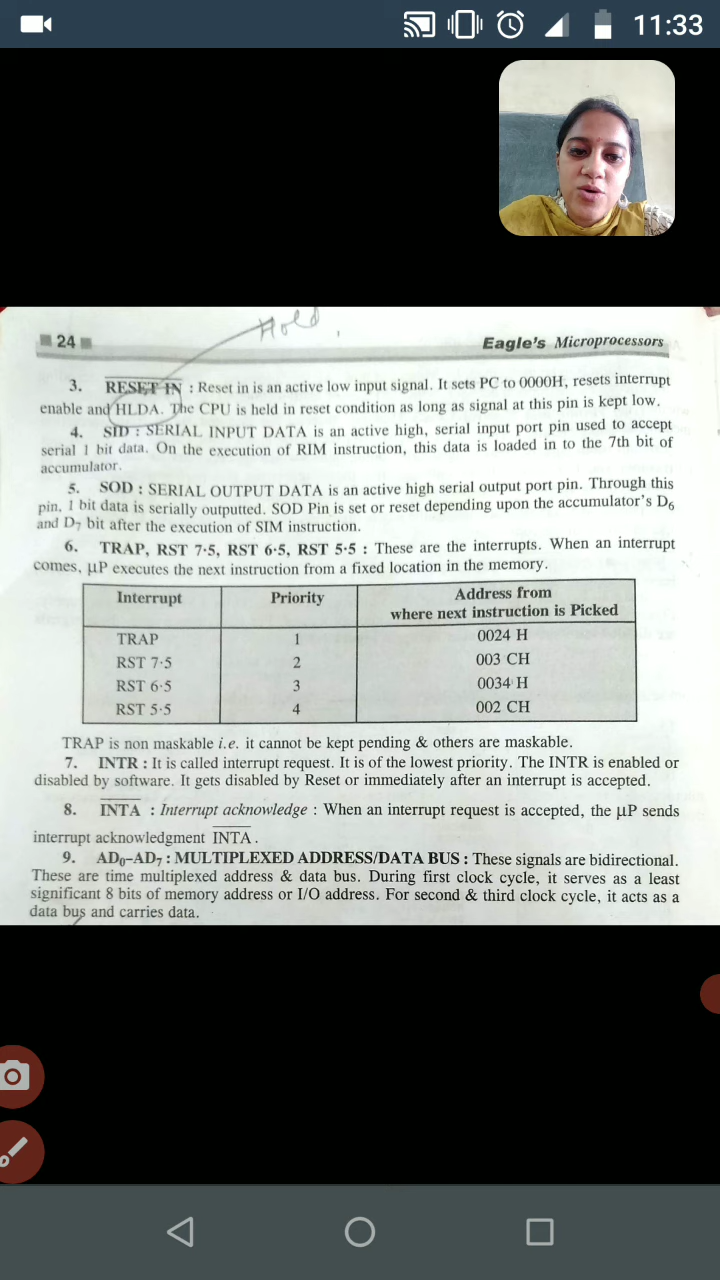 11:33
Hold
24 Eagle's Microprocessors
3. RESET IN : Reset in is an active low input signal. It sets PC to 0000H, resets interrupt
enable and HLDA. The CPU is held in reset condition as long as signal at this pin is kept low.
4. SID : SERIAL INPUT DATA is an active high, serial input port pin used to accept
serial 1 bit data. On the execution of RIM instruction, this data is loaded in to the 7th bit of
accumulator.
5. SOD : SERIAL OUTPUT DATA is an active high serial output port pin. Through this
pin, 1 bit data is serially outputted. SOD Pin is set or reset depending upon the accumulator's D6
and D7 bit after the execution of SIM instruction.
6. TRAP, RST 7·5, RST 6·5, RST 5·5 : These are the interrupts. When an interrupt
comes, μP executes the next instruction from a fixed location in the memory.
Interrupt Priority Address from
where next instruction is Picked
TRAP 1 0024 H
RST 7·5 2 003 CH
RST 6·5 3 0034 H
RST 5·5 4 002 CH
TRAP is non maskable i.e. it cannot be kept pending & others are maskable.
7. INTR : It is called interrupt request. It is of the lowest priority. The INTR is enabled or
disabled by software. It gets disabled by Reset or immediately after an interrupt is accepted.
8. INTA : Interrupt acknowledge : When an interrupt request is accepted, the μP sends
interrupt acknowledgment INTA.
9. AD0–AD7 : MULTIPLEXED ADDRESS/DATA BUS : These signals are bidirectional.
These are time multiplexed address & data bus. During first clock cycle, it serves as a least
significant 8 bits of memory address or I/O address. For second & third clock cycle, it acts as a
data bus and carries data.